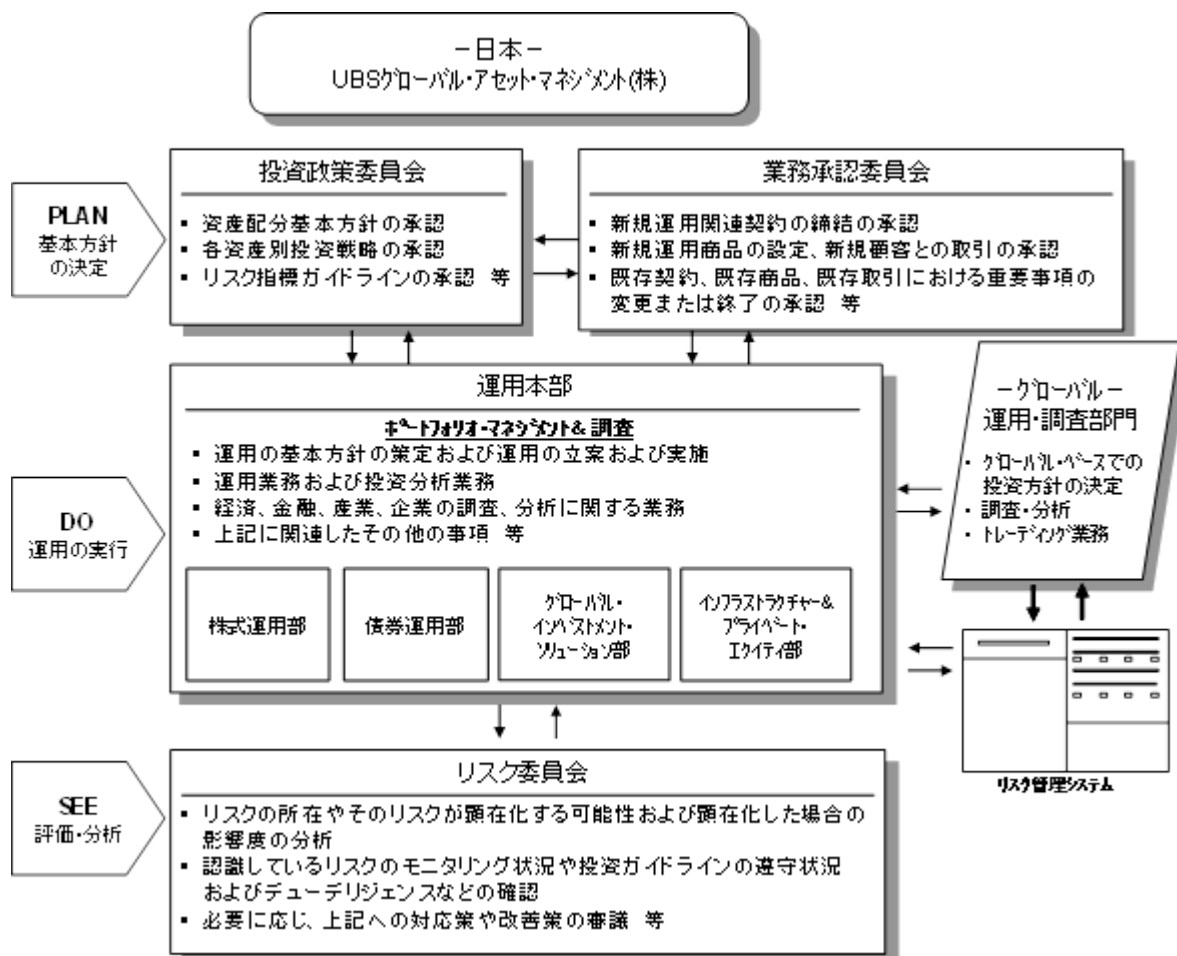 －日本－
UBSグローバル・アセット・マネジメント(株)
PLAN
基本方針
の決定
投資政策委員会
▪ 資産配分基本方針の承認
▪ 各資産別投資戦略の承認
▪ リスク指標ガイドラインの承認 等
業務承認委員会
▪ 新規運用関連契約の締結の承認
▪ 新規運用商品の設定、新規顧客との取引の承認
▪ 既存契約、既存商品、既存取引における重要事項の
変更または終了の承認 等
DO
運用の実行
運用本部
ポートフォリオ・マネジメント& 調査
▪ 運用の基本方針の策定および運用の立案および実施
▪ 運用業務および投資分析業務
▪ 経済、金融、産業、企業の調査、分析に関する業務
▪ 上記に関連したその他の事項 等
株式運用部
債券運用部
グローバル・
インベストメント・
ソリューション部
インフラストラクチャー&
プライベート・
エクイティ部
－グローバル－
運用・調査部門
▪ グローバル・ベースでの
投資方針の決定
▪ 調査・分析
▪ トレーディング業務
リスク管理システム
SEE
評価・分析
リスク委員会
▪ リスクの所在やそのリスクが顕在化する可能性および顕在化した場合の
影響度の分析
▪ 認識しているリスクのモニタリング状況や投資ガイドラインの遵守状況
およびデューデリジェンスなどの確認
▪ 必要に応じ、上記への対応策や改善策の審議 等